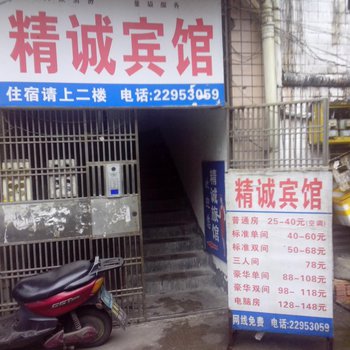 精诚宾馆
住宿请上二楼 电话:22953059
精诚旅馆
精诚宾馆
普通房 25-40元(空调)
标准单间 40-60元
标准双间 50-68元
三人间 78元
豪华单间 88-108元
豪华双间 98-118元
电脑房 128-148元
网线免费 电话:22953059